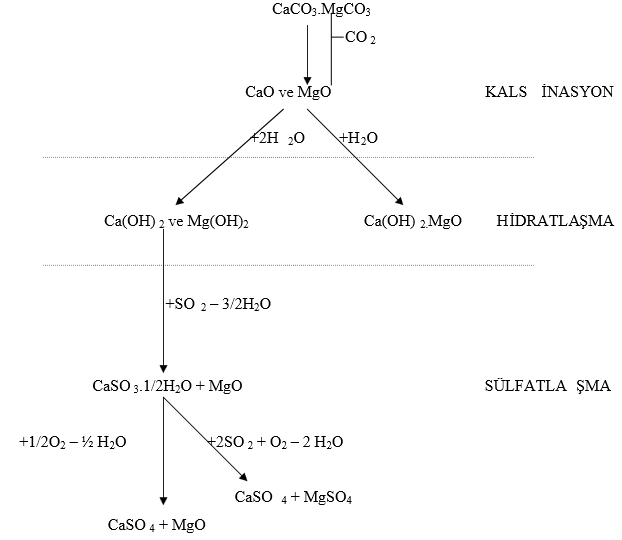 CaCO3.MgCO3
–CO 2
CaO ve MgO KALS İNASYON
+2H 2O +H2O
Ca(OH) 2 ve Mg(OH)2 Ca(OH) 2.MgO HİDRATLAŞMA
+SO 2 – 3/2H2O
CaSO 3.1/2H2O + MgO SÜLFATLA ŞMA
+1/2O2 – ½ H2O +2SO 2 + O2 – 2 H2O
CaSO 4 + MgSO4
CaSO 4 + MgO